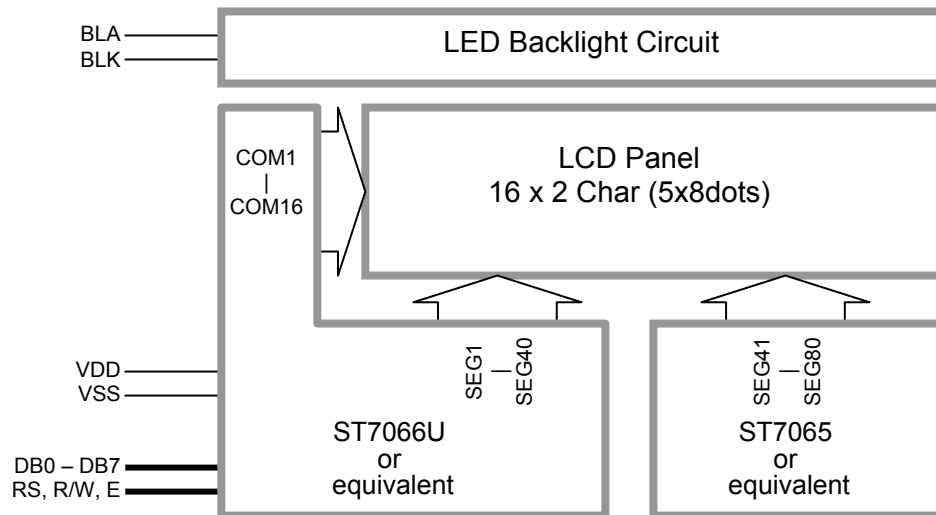 BLA
BLK
LED Backlight Circuit
COM1
|
COM16
LCD Panel
16 x 2 Char (5x8dots)
SEG1 — SEG40
SEG41 — SEG80
VDD
VSS
ST7066U
or
equivalent
ST7065
or
equivalent
DB0 – DB7
RS, R/W, E